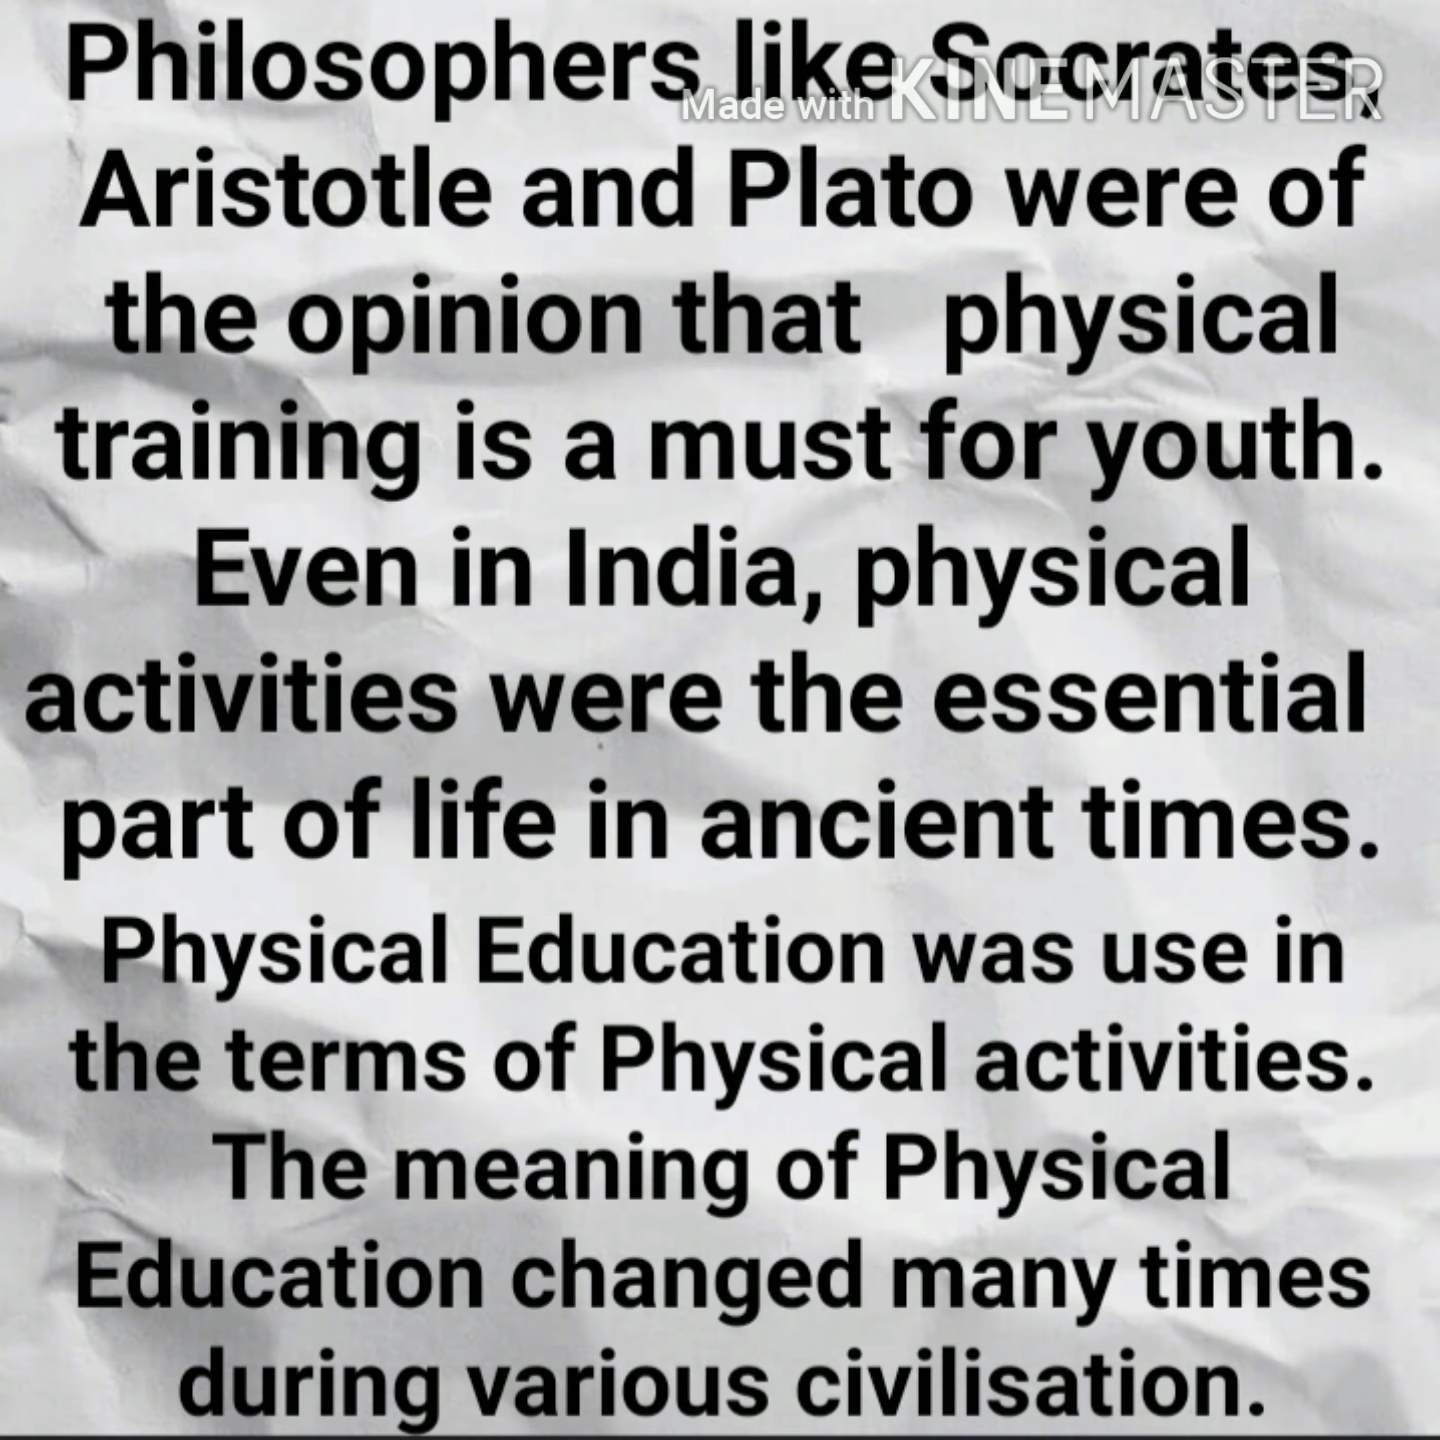 Philosophers like Socrates,
Made with KINEMASTER
Aristotle and Plato were of
the opinion that physical
training is a must for youth.
Even in India, physical
activities were the essential
part of life in ancient times.
Physical Education was use in
the terms of Physical activities.
The meaning of Physical
Education changed many times
during various civilisation.